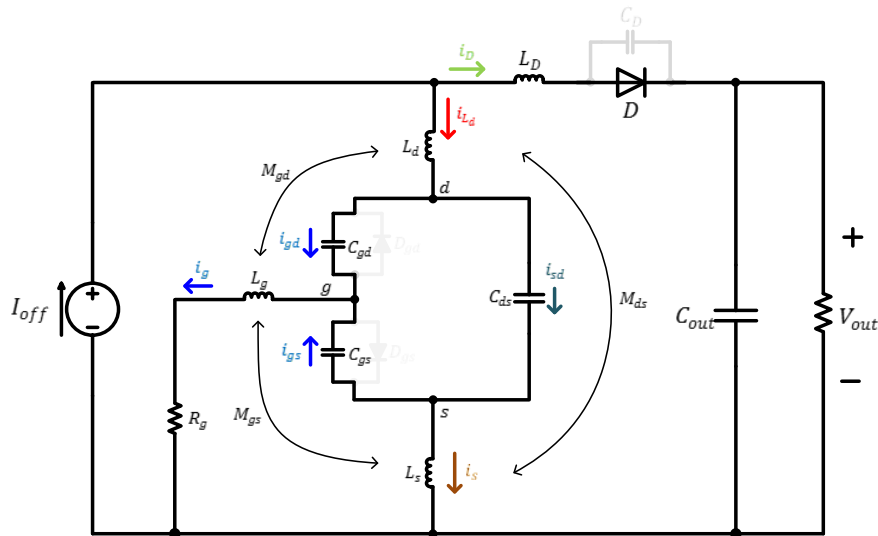 C_D
i_D
L_D
D
i_{L_d}
L_d
M_{gd}
d
i_{gd}
C_{gd}
D_{gd}
i_g
L_g
g
i_{sd}
C_{ds}
M_{ds}
+
I_{off}
+
−
C_{out}
V_{out}
i_{gs}
C_{gs}
D_{gs}
−
R_g
M_{gs}
s
L_s
i_s